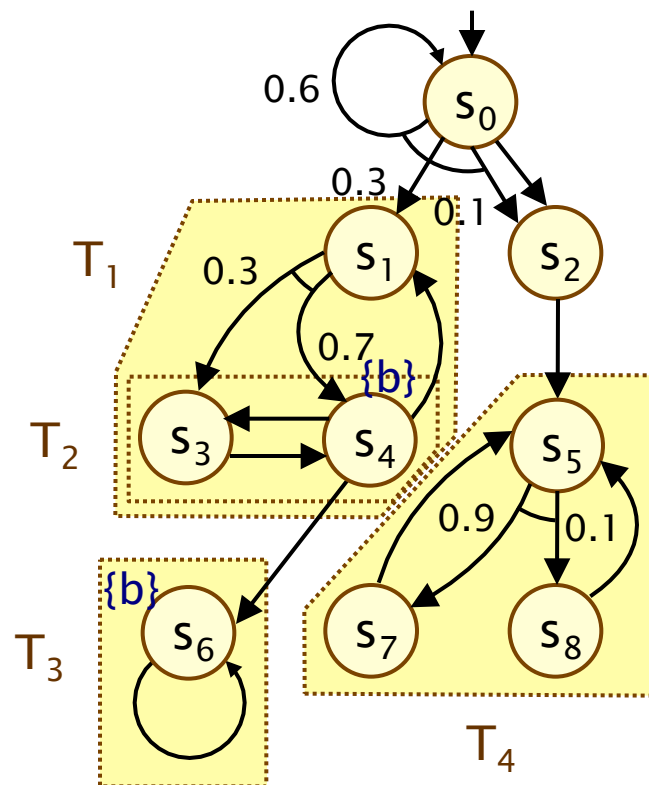 0.6
s₀
0.3
0.1
T₁
s₁
s₂
0.3
0.7
{b}
T₂
s₃
s₄
s₅
0.9
0.1
{b}
T₃
s₆
s₇
s₈
T₄